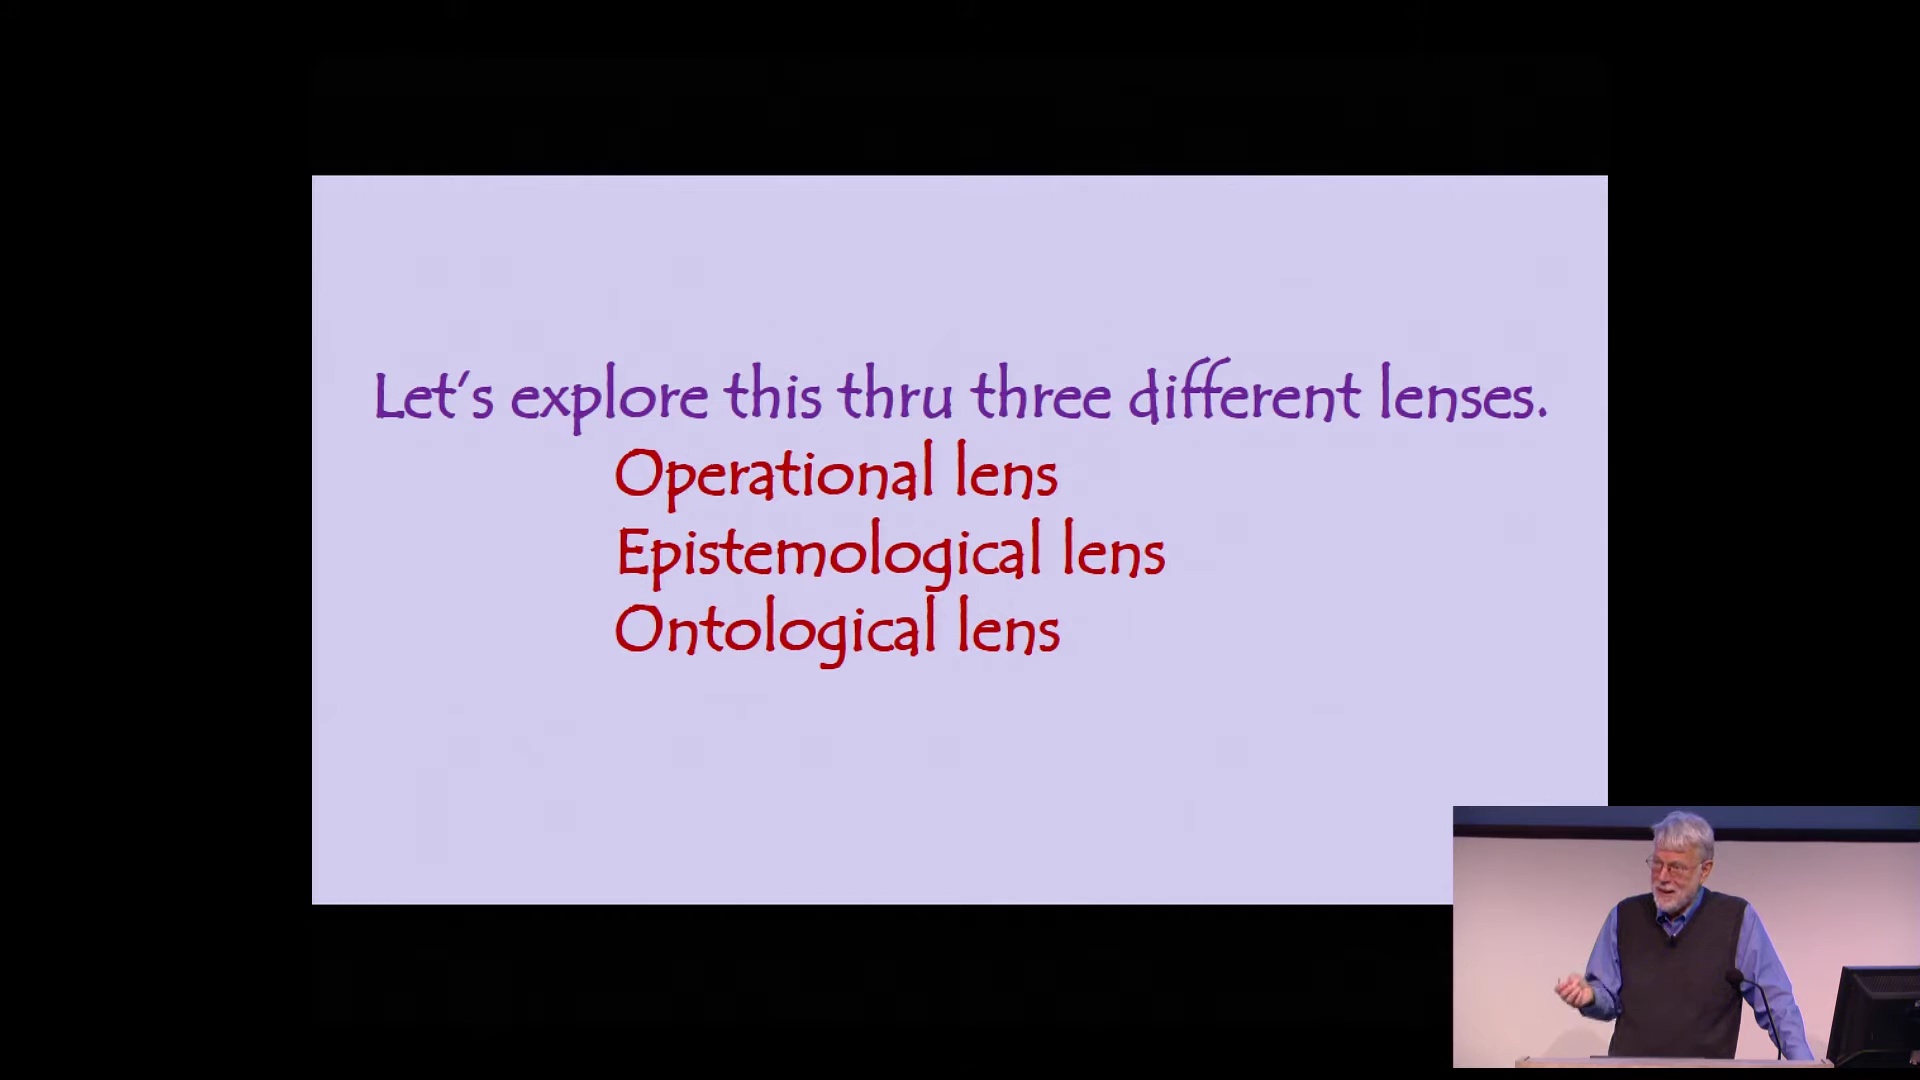 Let's explore this thru three different lenses.
Operational lens
Epistemological lens
Ontological lens